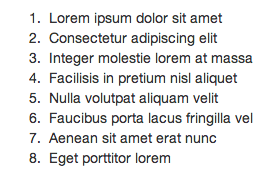 1. Lorem ipsum dolor sit amet
2. Consectetur adipiscing elit
3. Integer molestie lorem at massa
4. Facilisis in pretium nisl aliquet
5. Nulla volutpat aliquam velit
6. Faucibus porta lacus fringilla vel
7. Aenean sit amet erat nunc
8. Eget porttitor lorem